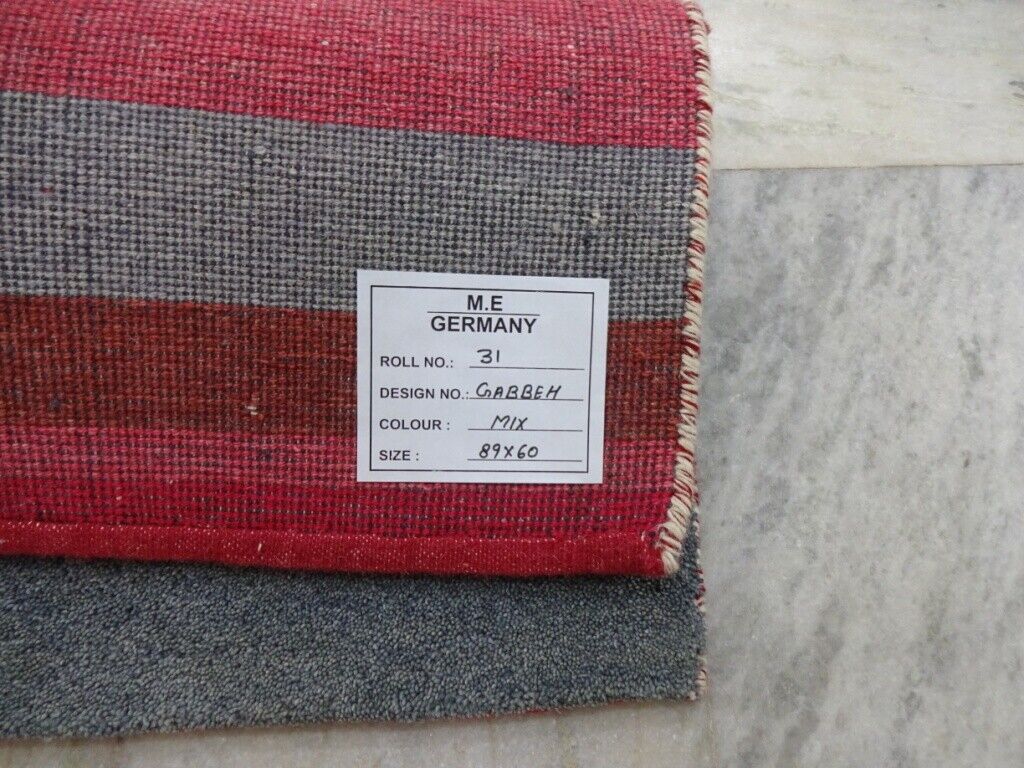 M.E
GERMANY
ROLL NO.: 31
DESIGN NO.: GABBEH
COLOUR : MIX
SIZE : 89X60